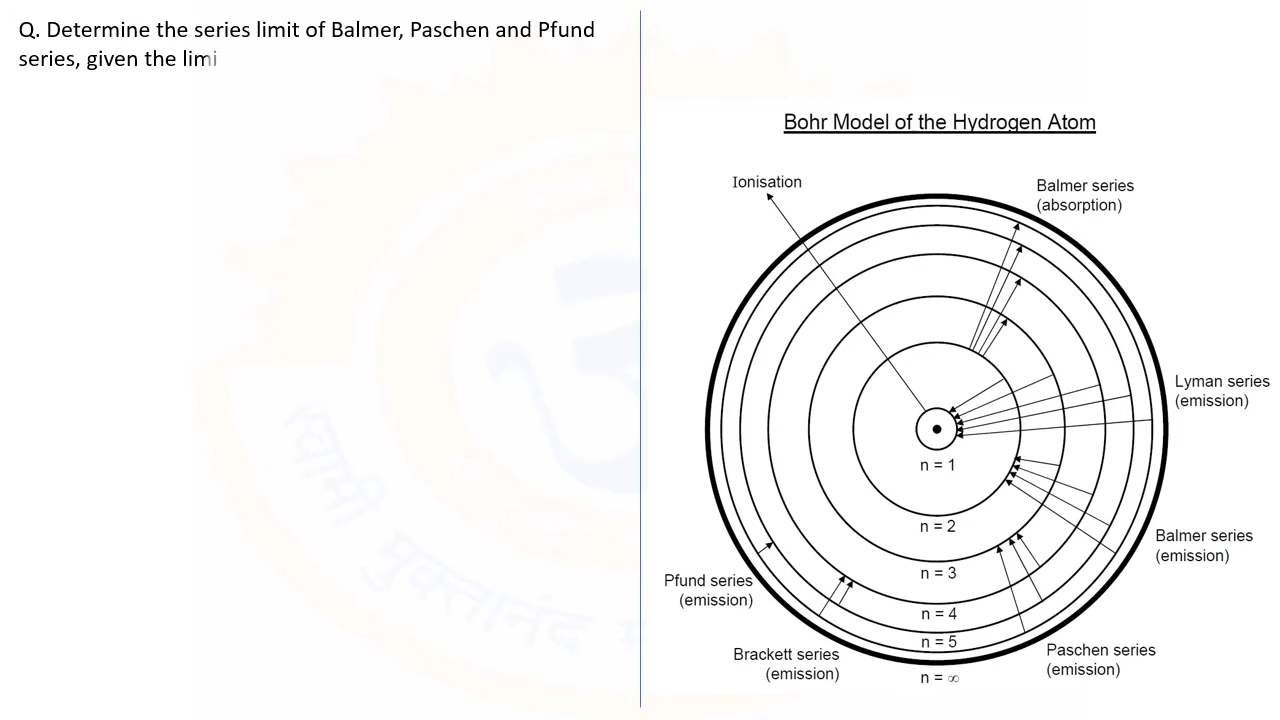 Q. Determine the series limit of Balmer, Paschen and Pfund
series, given the limi
Bohr Model of the Hydrogen Atom
Ionisation
Balmer series
(absorption)
Lyman series
(emission)
n = 1
n = 2
Balmer series
(emission)
n = 3
Pfund series
(emission)
n = 4
n = 5
Brackett series
(emission)
Paschen series
(emission)
n = ∞
स्वामी मुक्तानंद